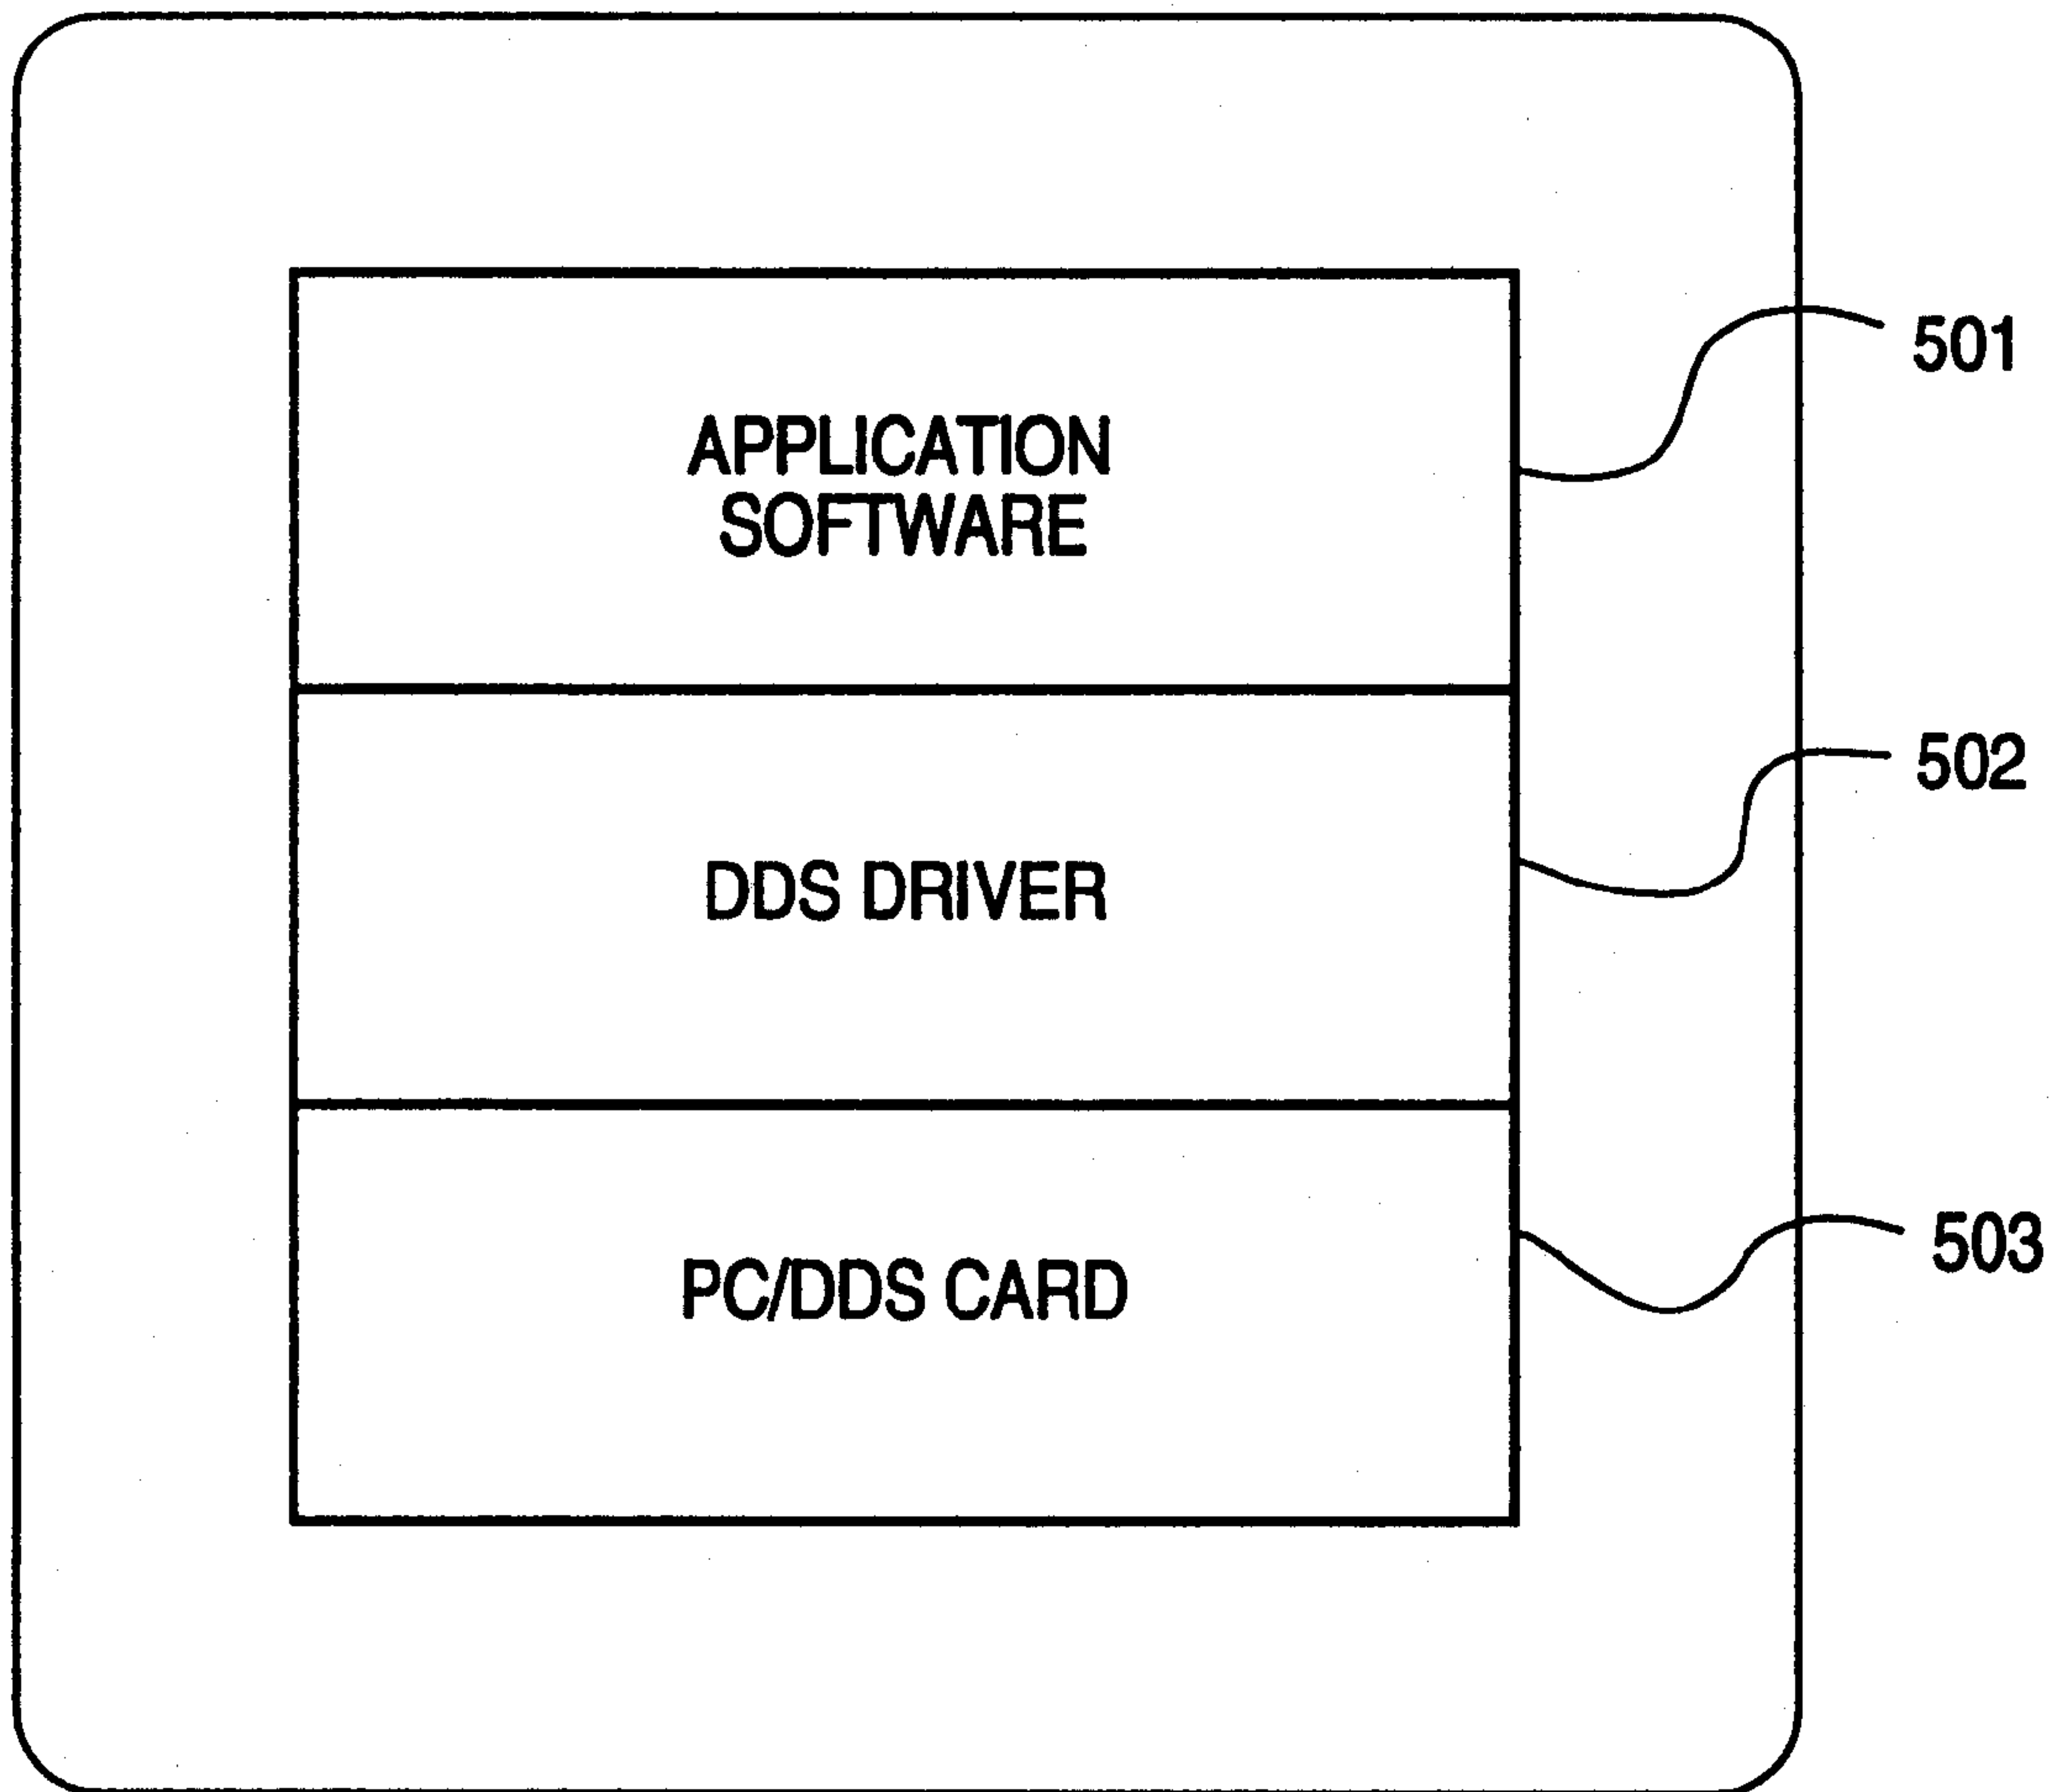 APPLICATION
SOFTWARE
501
DDS DRIVER
502
PC/DDS CARD
503